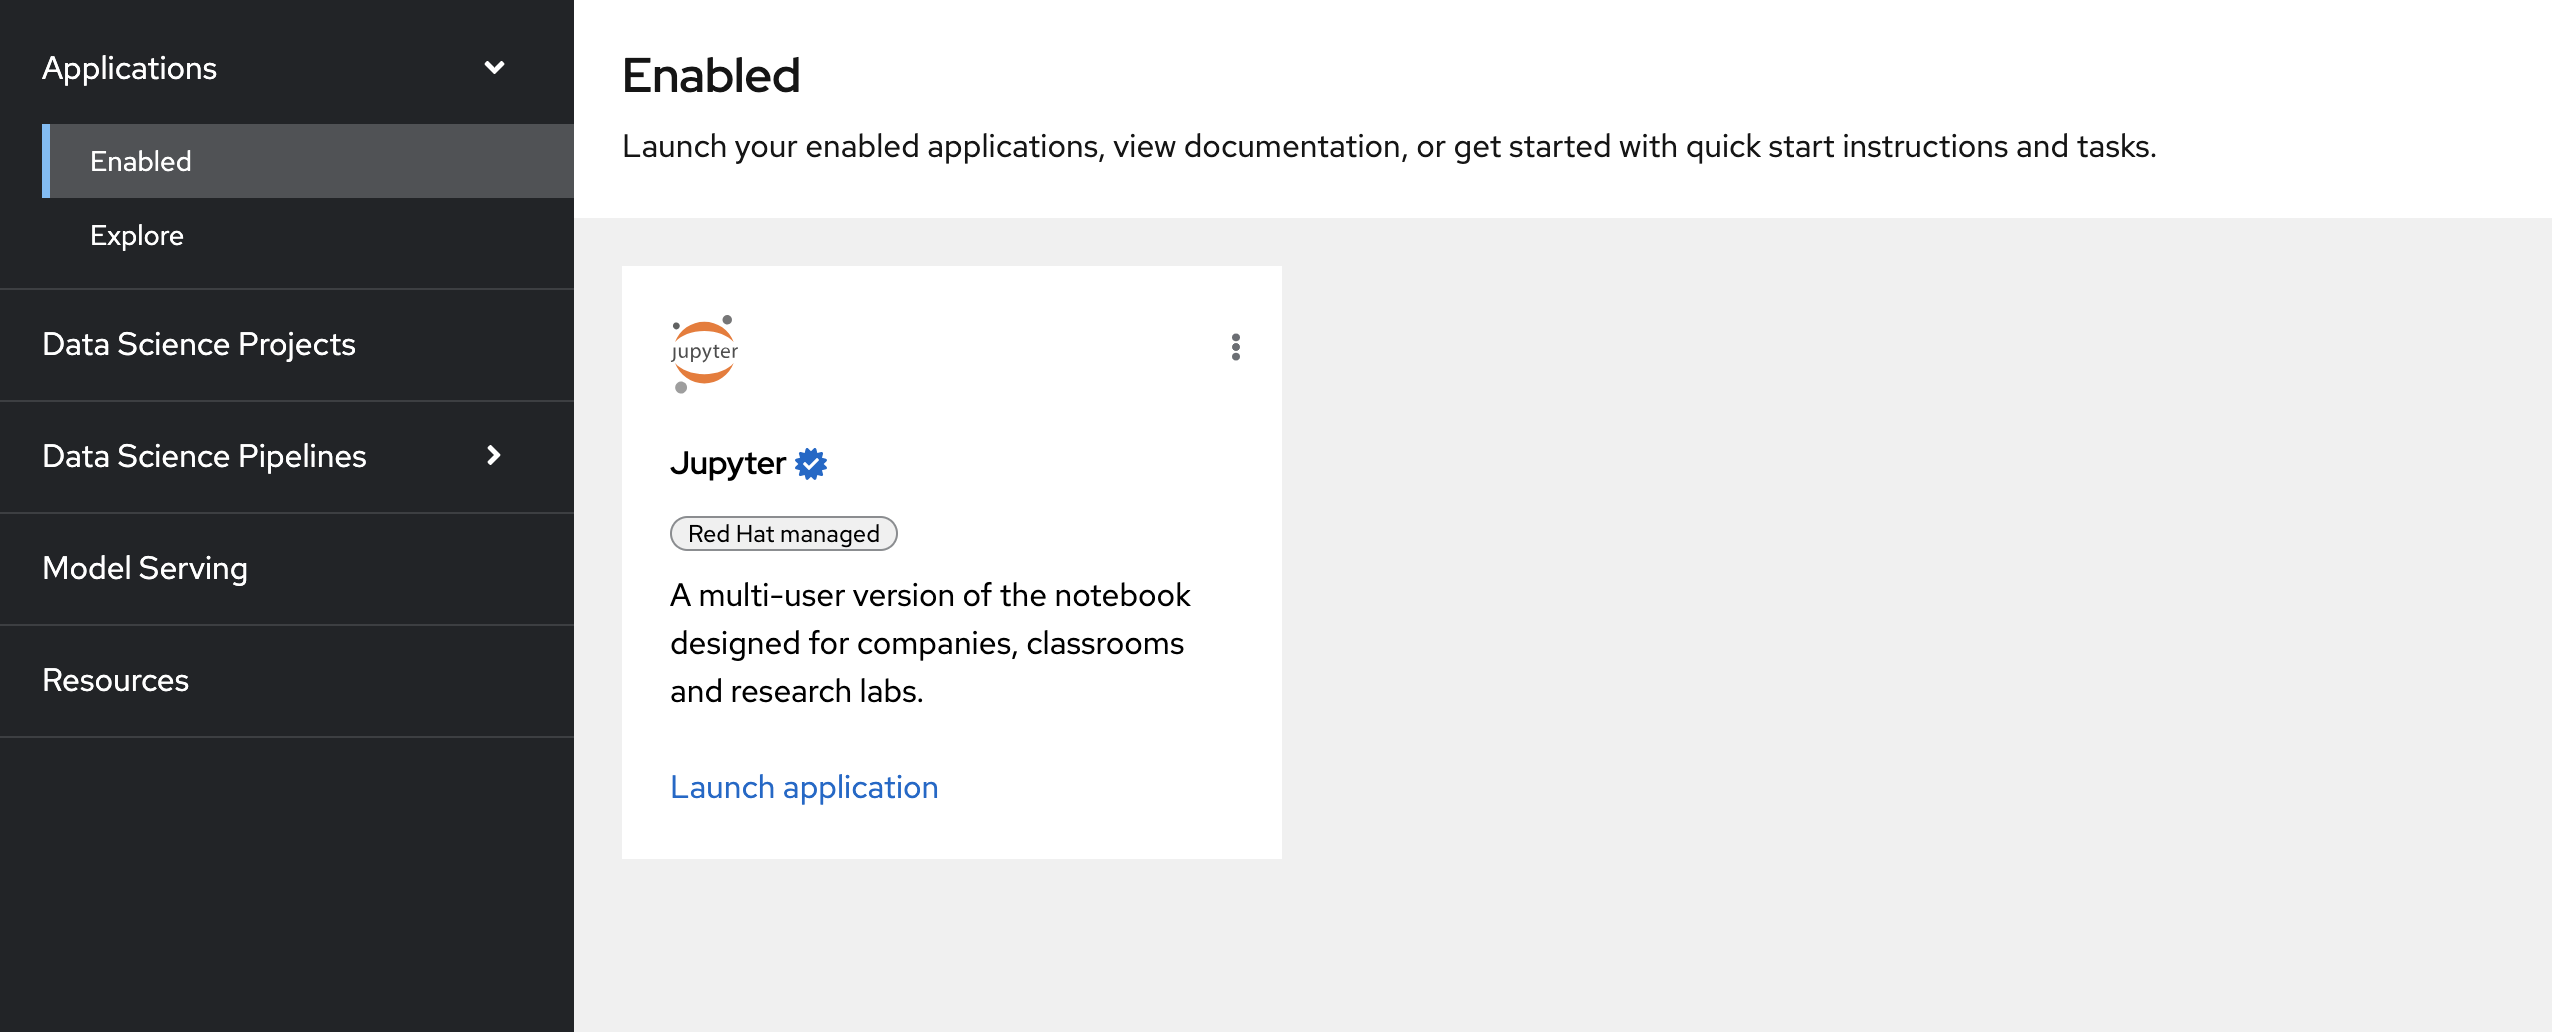 Applications
Enabled
Explore
Data Science Projects
Data Science Pipelines
Model Serving
Resources
Enabled
Launch your enabled applications, view documentation, or get started with quick start instructions and tasks.
jupyter
Jupyter
Red Hat managed
A multi-user version of the notebook
designed for companies, classrooms
and research labs.
Launch application